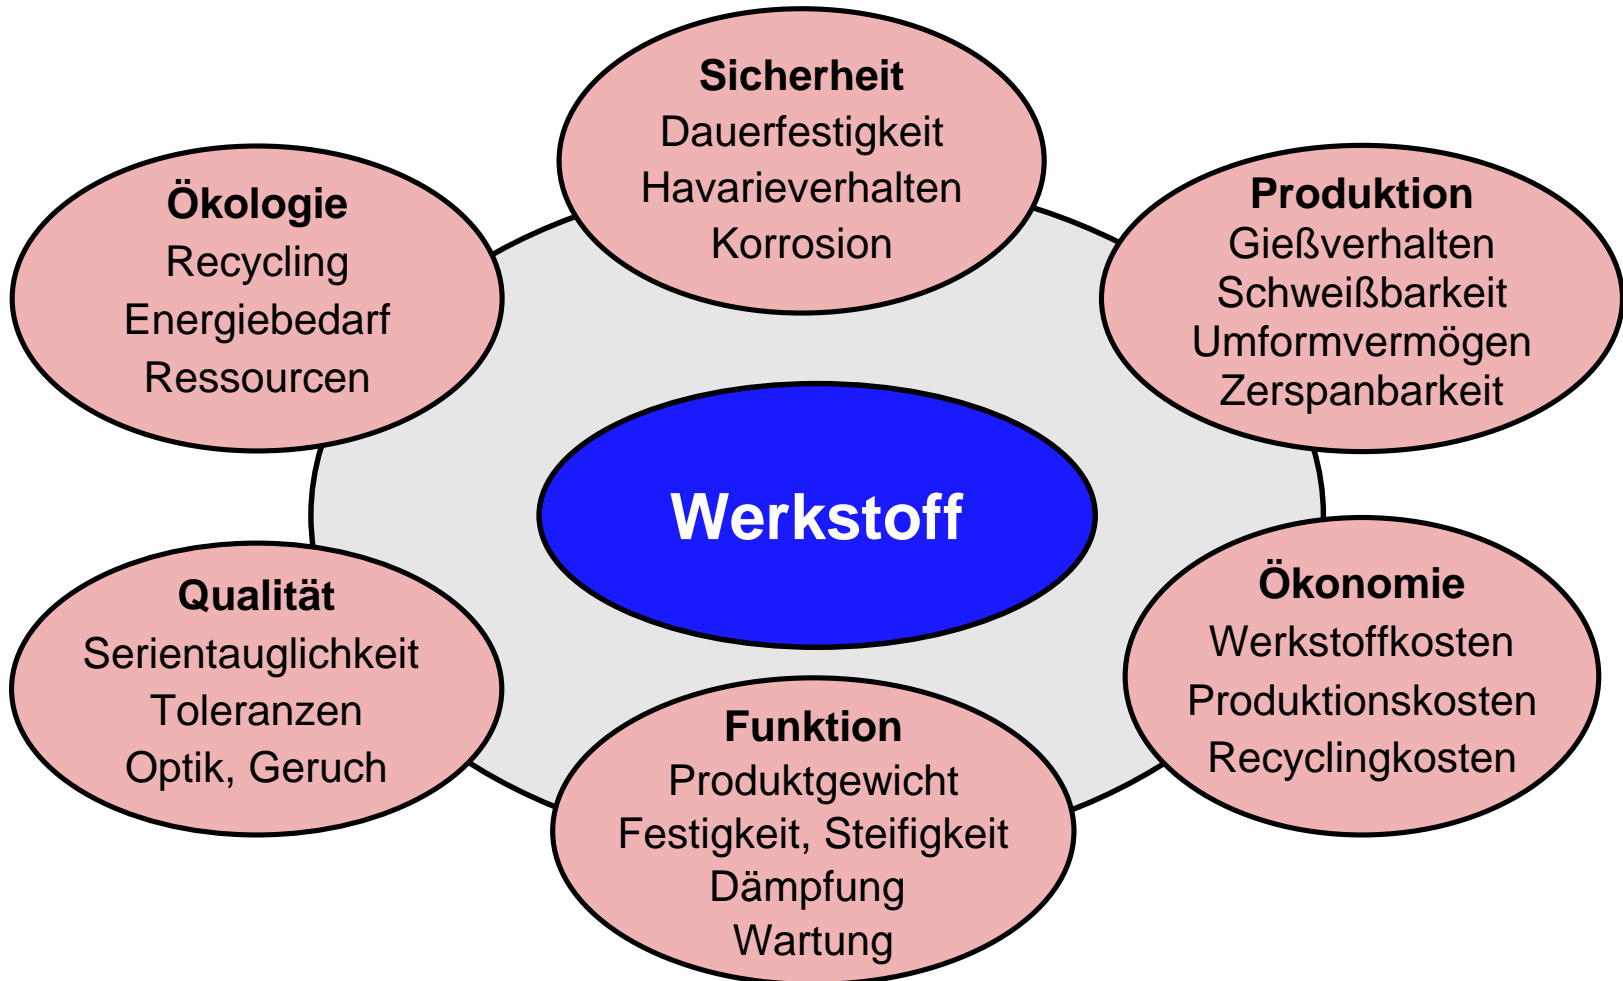 Sicherheit
Dauerfestigkeit
Havarieverhalten
Korrosion
Ökologie
Recycling
Energiebedarf
Ressourcen
Produktion
Gießverhalten
Schweißbarkeit
Umformvermögen
Zerspanbarkeit
Werkstoff
Qualität
Serientauglichkeit
Toleranzen
Optik, Geruch
Ökonomie
Werkstoffkosten
Produktionskosten
Recyclingkosten
Funktion
Produktgewicht
Festigkeit, Steifigkeit
Dämpfung
Wartung